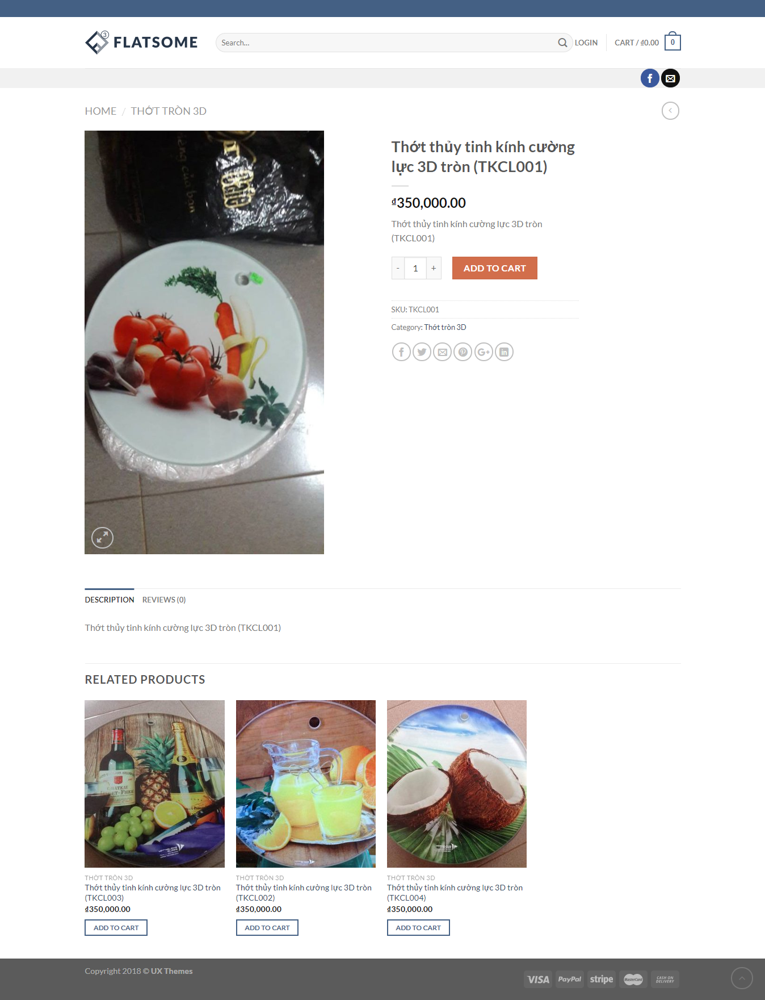 3
FLATSOME
Search...
LOGIN
CART / ₫0.00
0
HOME / THỚT TRÒN 3D
Thớt thủy tinh kính cường
lực 3D tròn (TKCL001)
₫350,000.00
Thớt thủy tinh kính cường lực 3D tròn
(TKCL001)
- 1 +
ADD TO CART
SKU: TKCL001
Category: Thớt tròn 3D
DESCRIPTION
REVIEWS (0)
Thớt thủy tinh kính cường lực 3D tròn (TKCL001)
RELATED PRODUCTS
THỚT TRÒN 3D
Thớt thủy tinh kính cường lực 3D tròn
(TKCL003)
₫350,000.00
ADD TO CART
THỚT TRÒN 3D
Thớt thủy tinh kính cường lực 3D tròn
(TKCL002)
₫350,000.00
ADD TO CART
THỚT TRÒN 3D
Thớt thủy tinh kính cường lực 3D tròn
(TKCL004)
₫350,000.00
ADD TO CART
Copyright 2018 © UX Themes
VISA
PayPal
stripe
MasterCard
CASH ON
DELIVERY